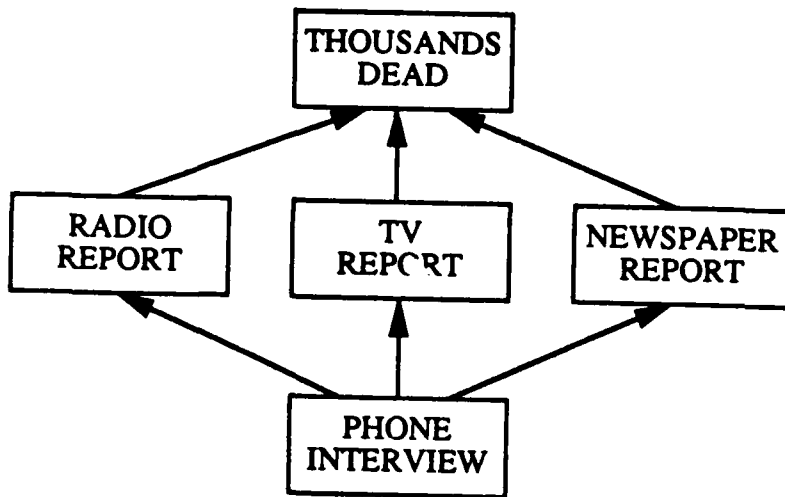 THOUSANDS
DEAD
RADIO
REPORT
TV
REPORT
NEWSPAPER
REPORT
PHONE
INTERVIEW